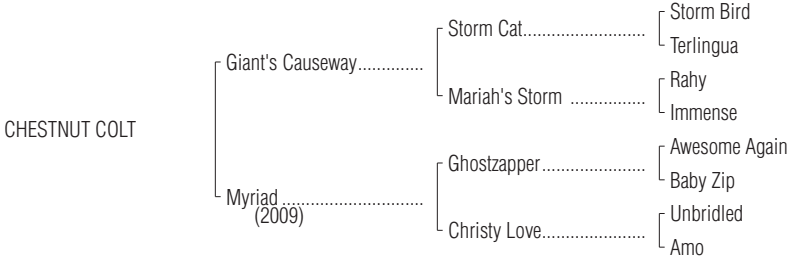 Storm Bird
Storm Cat..........................
Terlingua
Giant's Causeway..............
Rahy
Mariah's Storm ................
Immense
CHESTNUT COLT
Awesome Again
Ghostzapper......................
Baby Zip
Myriad ..............................
(2009)
Unbridled
Christy Love......................
Amo